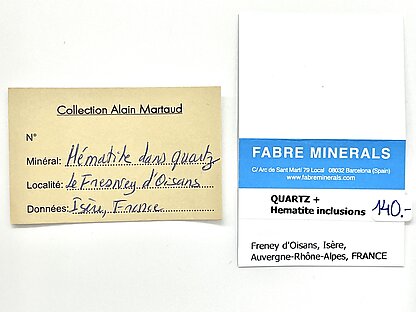 Collection Alain Martaud
N°
Minéral: Hématite dans quartz
Localité: Le Fresney d'Oisans
Données: Isère, France
FABRE MINERALS
C/ Arc de Sant Martí 79 Local 08032 Barcelona (Spain)
www.fabreminerals.com
QUARTZ +
Hematite inclusions
140.-
Freney d'Oisans, Isère,
Auvergne-Rhône-Alpes, FRANCE